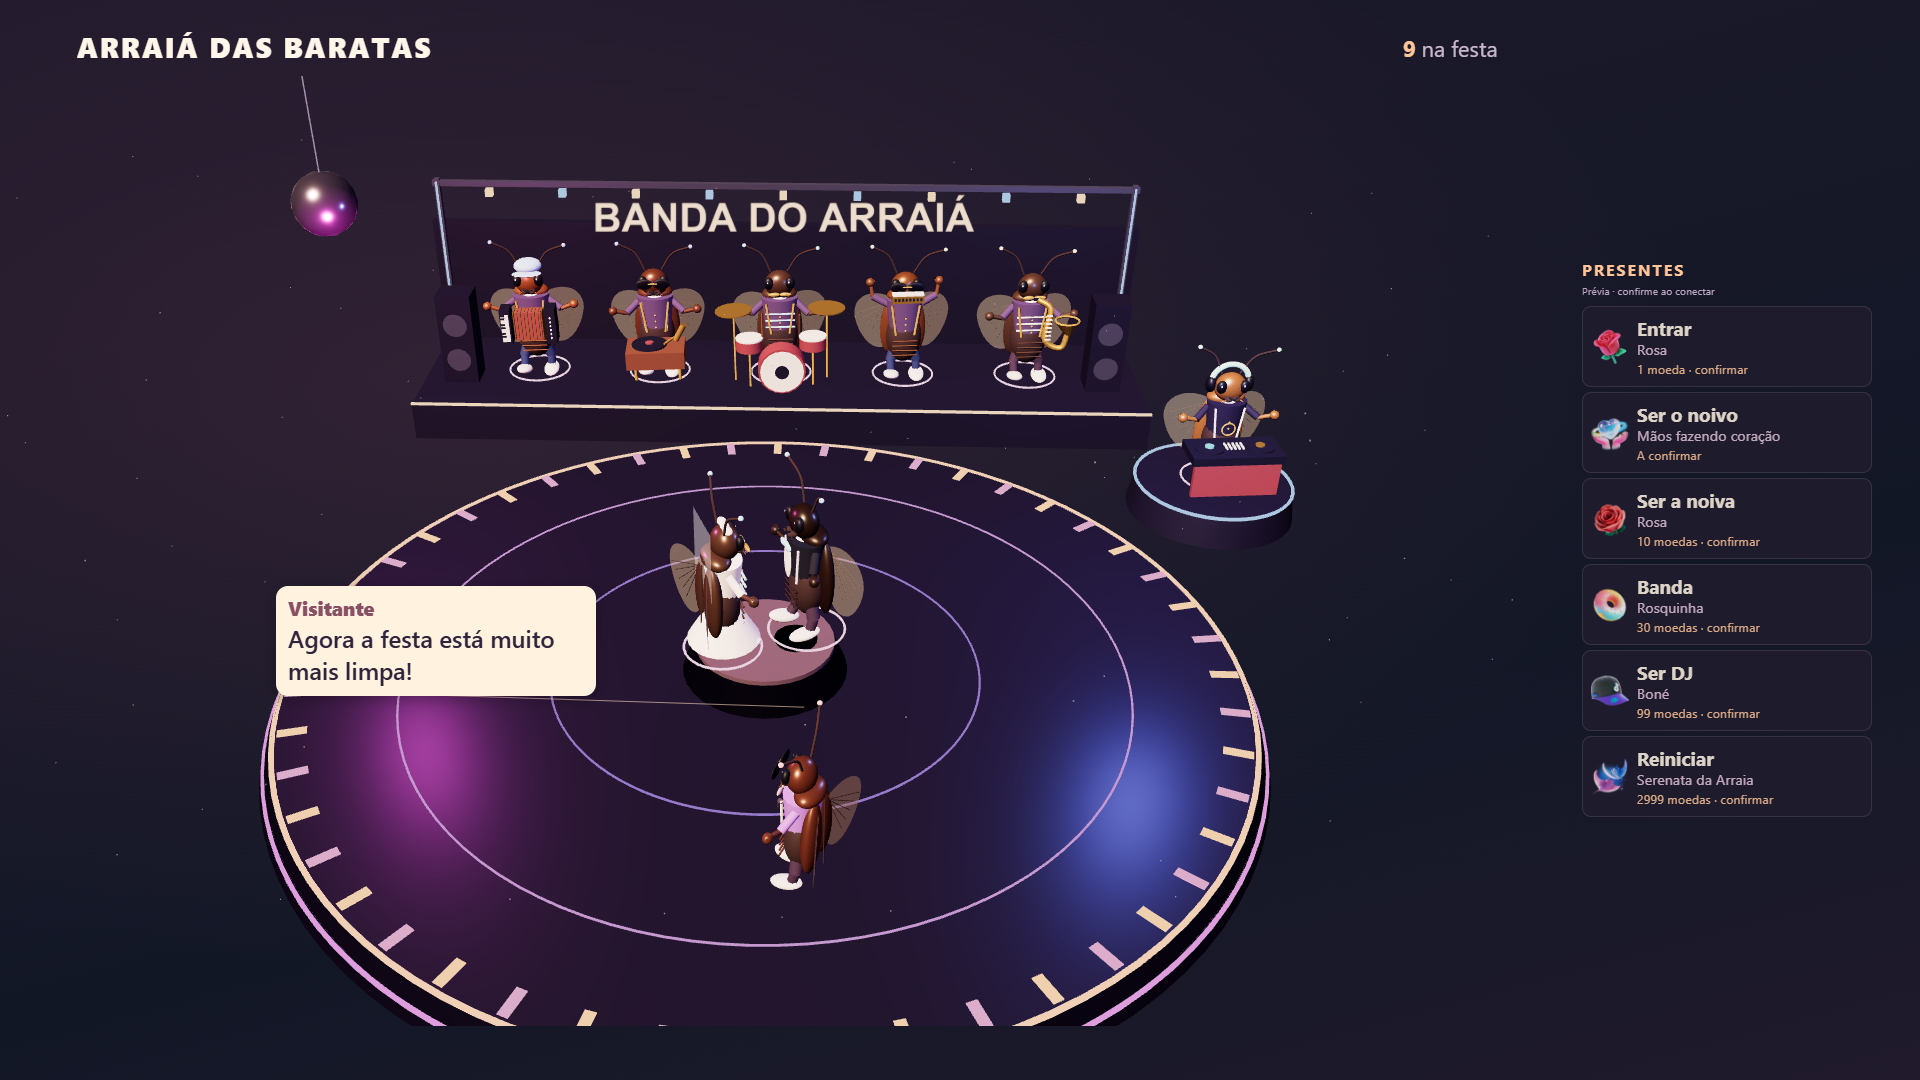 ARRAIÁ DAS BARATAS
9 na festa
BANDA DO ARRAIÁ
Visitante
Agora a festa está muito
mais limpa!
PRESENTES
Prévia · confirme ao conectar
Entrar
Rosa
1 moeda · confirmar
Ser o noivo
Mãos fazendo coração
A confirmar
Ser a noiva
Rosa
10 moedas · confirmar
Banda
Rosquinha
30 moedas · confirmar
Ser DJ
Boné
99 moedas · confirmar
Reiniciar
Serenata da Arraia
2999 moedas · confirmar